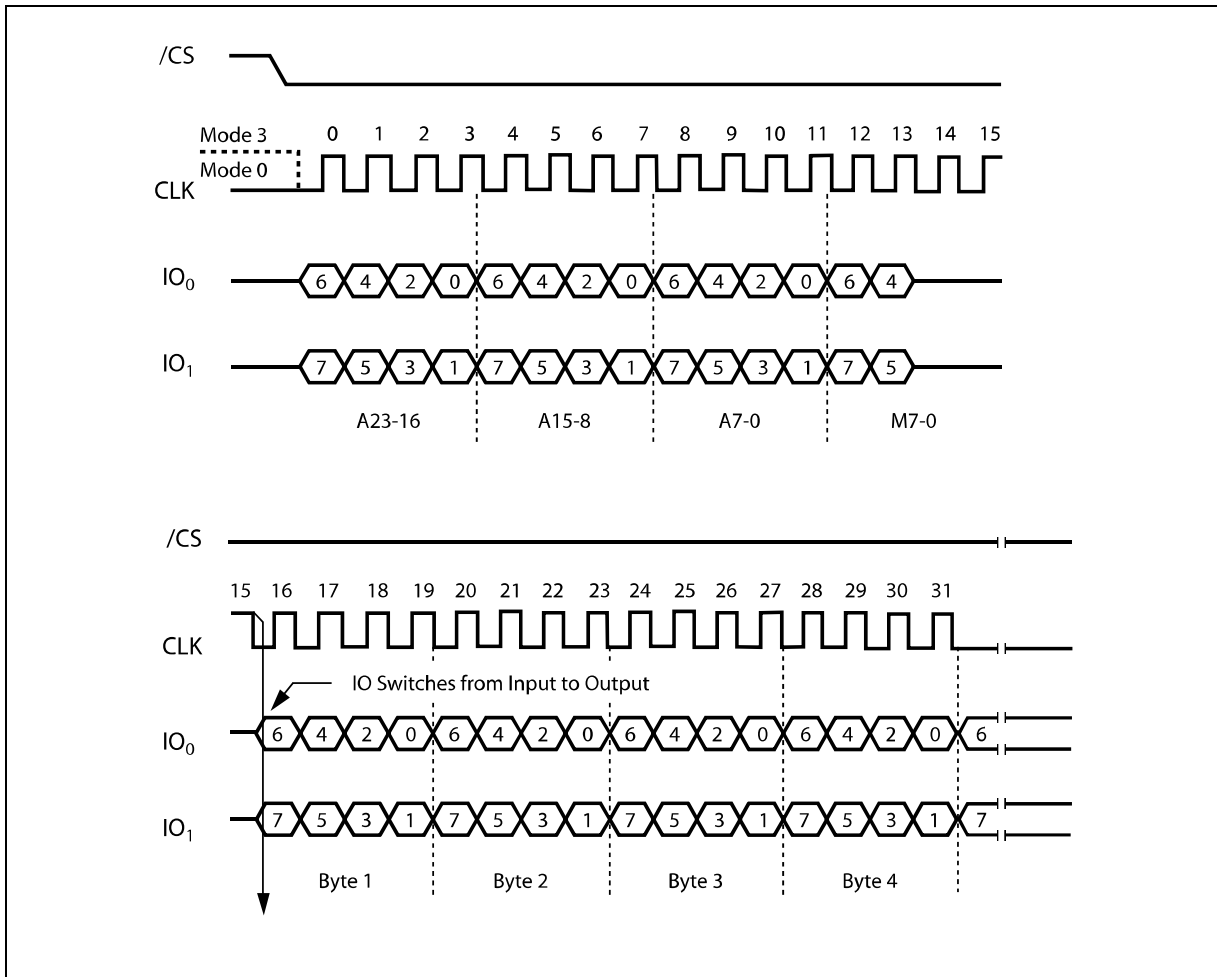 /CS
Mode 3
0 1 2 3 4 5 6 7 8 9 10 11 12 13 14 15
Mode 0
CLK
IO0 6 4 2 0 6 4 2 0 6 4 2 0 6 4
IO1 7 5 3 1 7 5 3 1 7 5 3 1 7 5
A23-16 A15-8 A7-0 M7-0
/CS
15 16 17 18 19 20 21 22 23 24 25 26 27 28 29 30 31
CLK
IO Switches from Input to Output
IO0 6 4 2 0 6 4 2 0 6 4 2 0 6 4 2 0 6
IO1 7 5 3 1 7 5 3 1 7 5 3 1 7 5 3 1 7
Byte 1 Byte 2 Byte 3 Byte 4